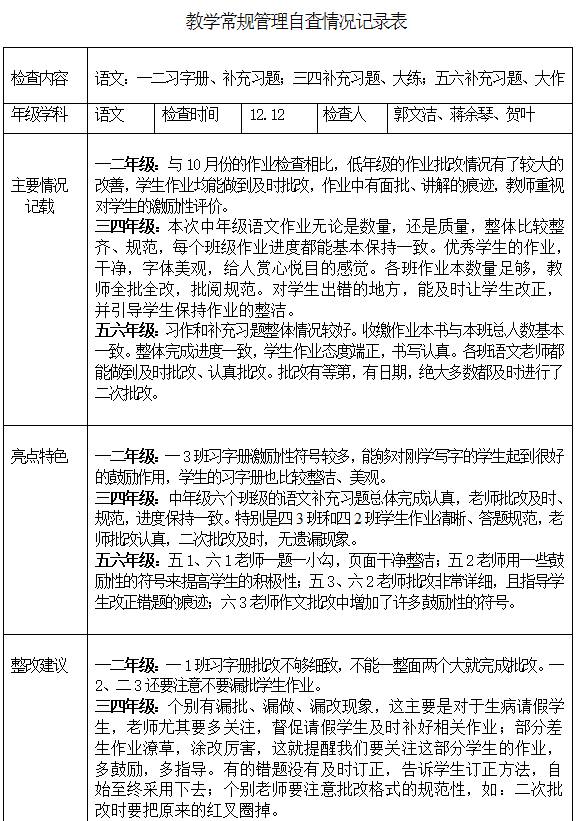 教学常规管理自查情况记录表
检查内容
语文：一二习字册、补充习题；三四补充习题、大练；五六补充习题、大作
年级学科 语文 检查时间 12.12 检查人 郭文洁、蒋余琴、贺叶
主要情况
记载
一二年级：与10月份的作业检查相比，低年级的作业批改情况有了较大的
改善，学生作业均能做到及时批改，作业中有面批、讲解的痕迹，教师重视
对学生的激励性评价。
三四年级：本次中年级语文作业无论是数量，还是质量，整体比较整
齐、规范，每个班级作业进度都能基本保持一致。优秀学生的作业，
干净，字体美观，给人赏心悦目的感觉。各班作业本数量足够，教
师全批全改，批阅规范。对学生出错的地方，能及时让学生改正，
并引导学生保持作业的整洁。
五六年级：习作和补充习题整体情况较好。收缴作业本书与本班总人数基本
一致。整体完成进度一致，学生作业态度端正，书写认真。各班语文老师都
能做到及时批改、认真批改。批改有等第，有日期，绝大多数都及时进行了
二次批改。
亮点特色
一二年级：一3班习字册激励性符号较多，能够对刚学写字的学生起到很好
的鼓励作用，学生的习字册也比较整洁、美观。
三四年级：中年级六个班级的语文补充习题总体完成认真，老师批改及时、
规范，进度保持一致。特别是四3班和四2班学生作业清晰、答题规范，老
师批改认真，二次批改及时，无遗漏现象。
五六年级：五1、六1老师一题一小勾，页面干净整洁；五2老师用一些鼓
励性的符号来提高学生的积极性；五3、六2老师批改非常详细，且指导学
生改正错题的痕迹；六3老师作文批改中增加了许多鼓励性的符号。
整改建议
一二年级：一1班习字册批改不够细致，不能一整面两个大就完成批改。一
2、二3还要注意不要漏批学生作业。
三四年级：个别有漏批、漏做、漏改现象，这主要是对于生病请假学
生，老师尤其要多关注，督促请假学生及时补好相关作业；部分差
生作业潦草，涂改厉害，这就提醒我们要关注这部分学生的作业，
多鼓励，多指导。有的错题没有及时订正，告诉学生订正方法，自
始至终采用下去；个别老师要注意批改格式的规范性，如：二次批
改时要把原来的红叉圈掉。